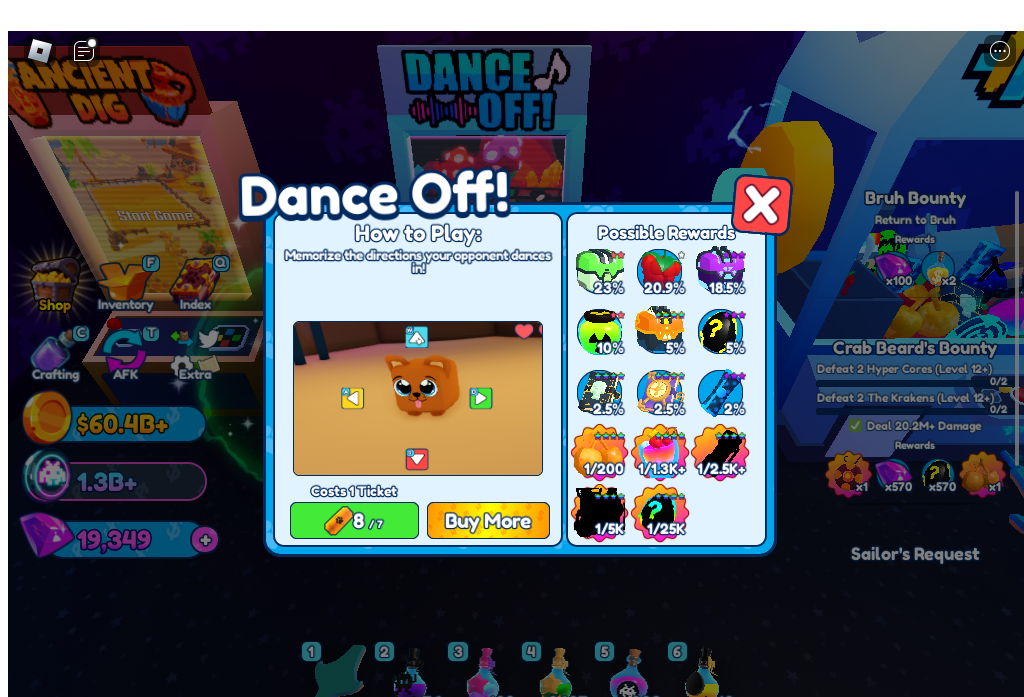 ANCIENT
DIG
Start Game
DANCE
OFF!
Dance Off!
How to Play:
Memorize the directions your opponent dances
in!
W
A
D
Costs 1 Ticket
8 / 7
Buy More
Possible Rewards
23%
20.9%
18.5%
10%
5%
5%
2.5%
2.5%
2%
1/200
1/1.3K+
1/2.5K+
1/5K
1/25K
Shop
F
Inventory
Q
Index
C
Crafting
T
AFK
Extra
$60.4B+
1.3B+
19,349
Bruh Bounty
Return to Bruh
Rewards
x100
x2
Crab Beard's Bounty
Defeat 2 Hyper Cores (Level 12+)
0/2
Defeat 2 The Krakens (Level 12+)
0/2
Deal 20.2M+ Damage
Rewards
x1
x570
x570
x1
Sailor's Request
1
2
3
4
5
6